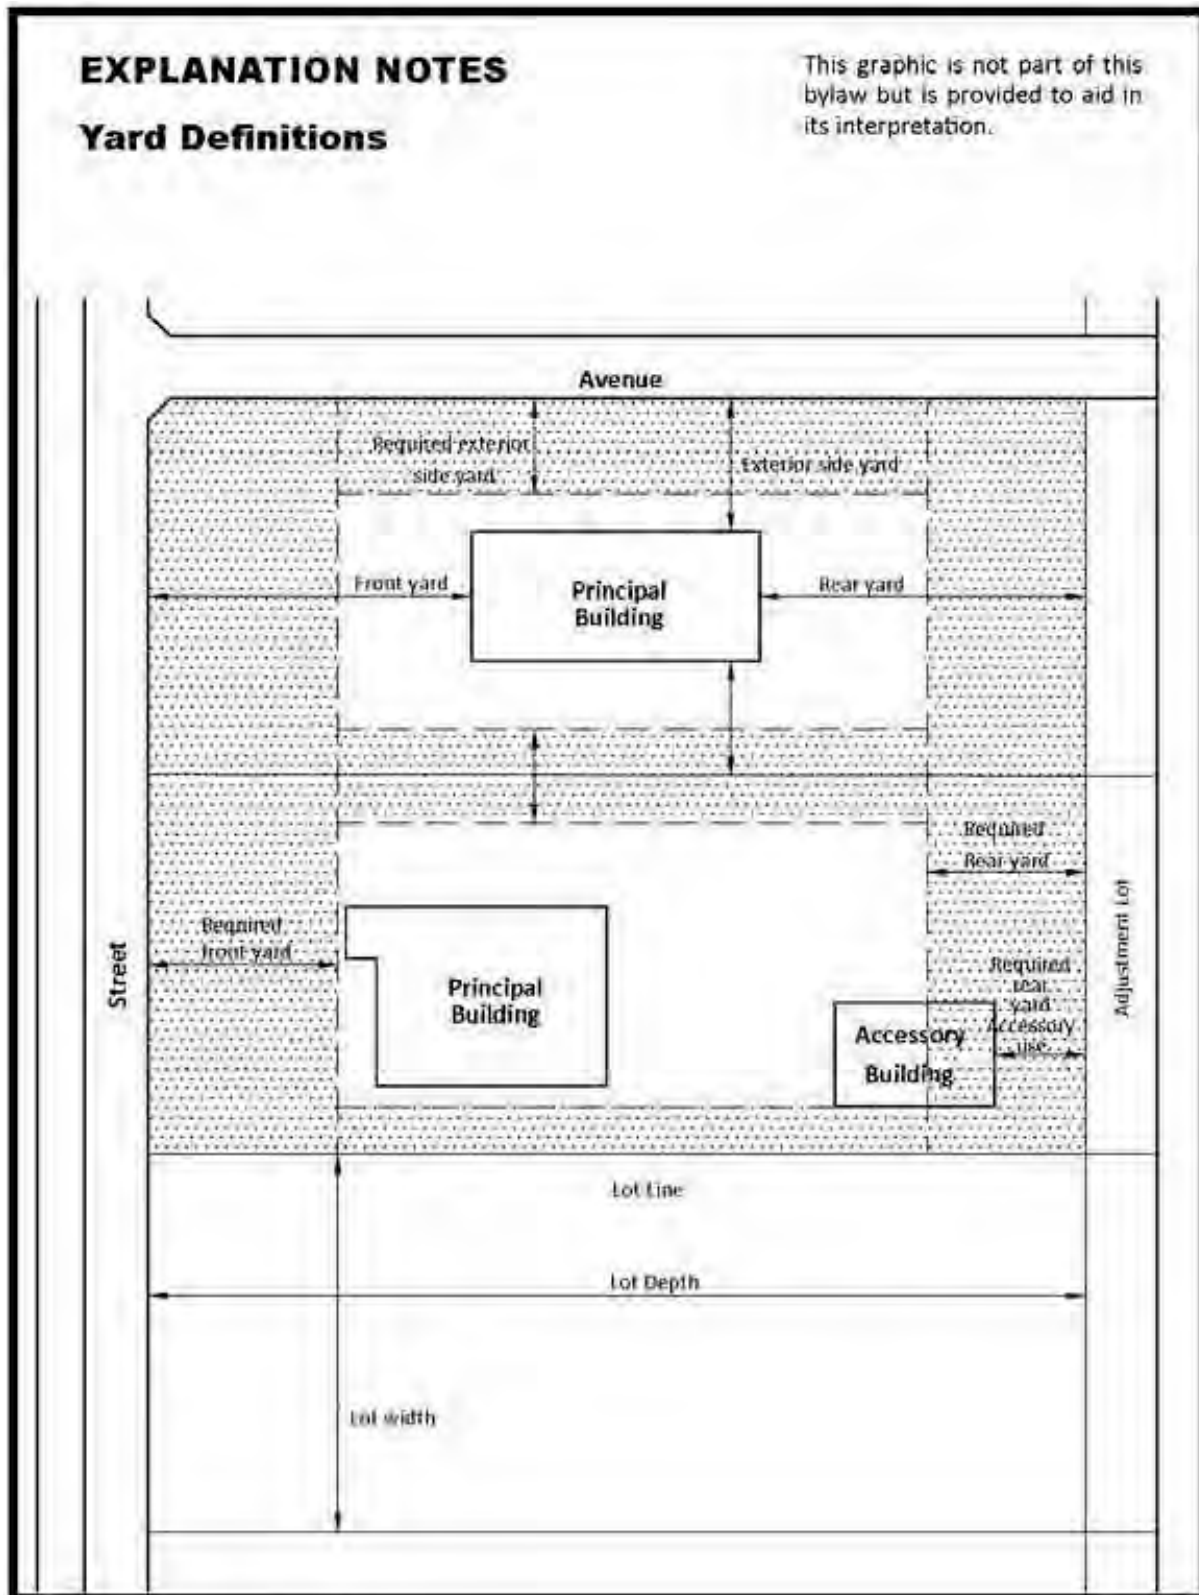 EXPLANATION NOTES
Yard Definitions
This graphic is not part of this
bylaw but is provided to aid in
its interpretation.
Avenue
Required exterior
side yard
Exterior side yard
Front yard
Principal
Building
Rear yard
Required
Rear yard
Required
front yard
Street
Principal
Building
Required
rear
yard
Accessory
use
Accessory
Building
Adjustment Lot
Lot Line
Lot Depth
Lot width